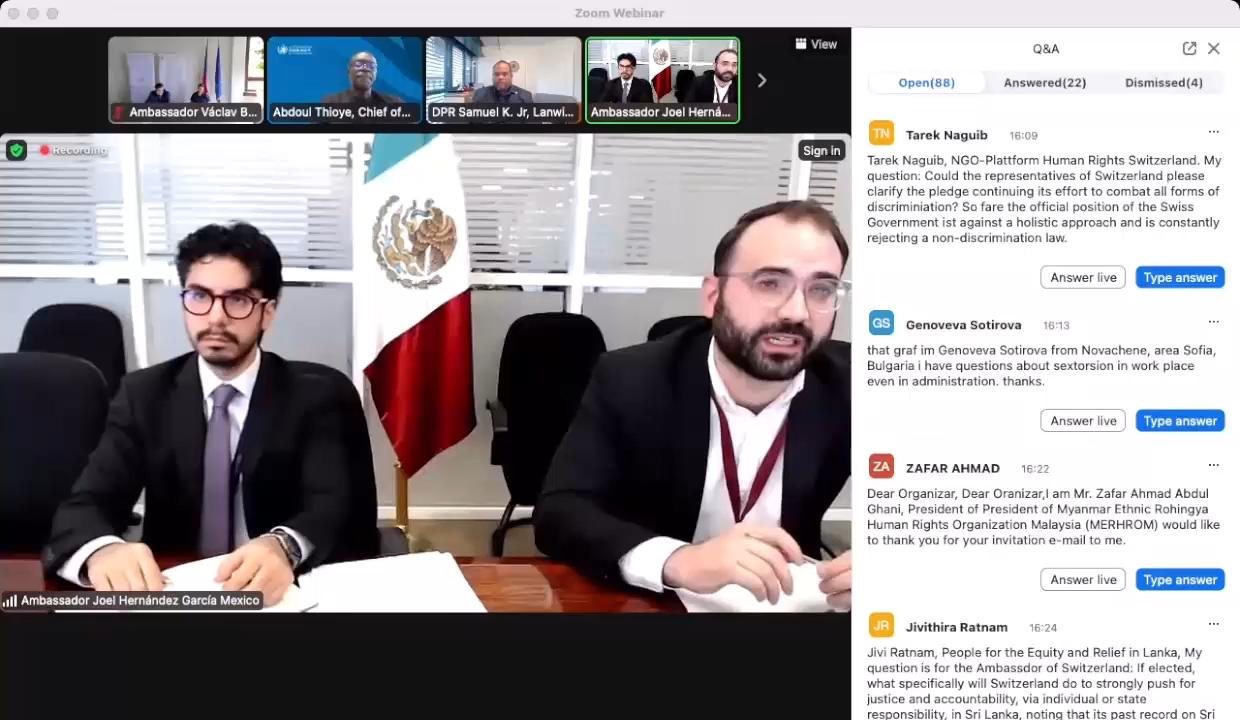 Zoom Webinar
View
Ambassador Václav B...
Abdoul Thioye, Chief of...
DPR Samuel K. Jr, Lanwi...
Ambassador Joel Herná...
Recording
Sign in
Ambassador Joel Hernández García Mexico
Q&A
Open(88)
Answered(22)
Dismissed(4)
TN
Tarek Naguib
16:09
Tarek Naguib, NGO-Plattform Human Rights Switzerland. My
question: Could the representatives of Switzerland please
clarify the pledge continuing its effort to combat all forms of
discriminiation? So fare the official position of the Swiss
Government ist against a holistic approach and is constantly
rejecting a non-discrimination law.
Answer live
Type answer
GS
Genoveva Sotirova
16:13
that graf im Genoveva Sotirova from Novachene, area Sofia,
Bulgaria i have questions about sextorsion in work place
even in administration. thanks.
Answer live
Type answer
ZA
ZAFAR AHMAD
16:22
Dear Organizar, Dear Oranizar,I am Mr. Zafar Ahmad Abdul
Ghani, President of President of Myanmar Ethnic Rohingya
Human Rights Organization Malaysia (MERHROM) would like
to thank you for your invitation e-mail to me.
Answer live
Type answer
JR
Jivithira Ratnam
16:24
Jivi Ratnam, People for the Equity and Relief in Lanka, My
question is for the Ambassdor of Switzerland: If elected,
what specifically will Switzerland do to strongly push for
justice and accountability, via individual or state
responsibility, in Sri Lanka, noting that its past record on Sri